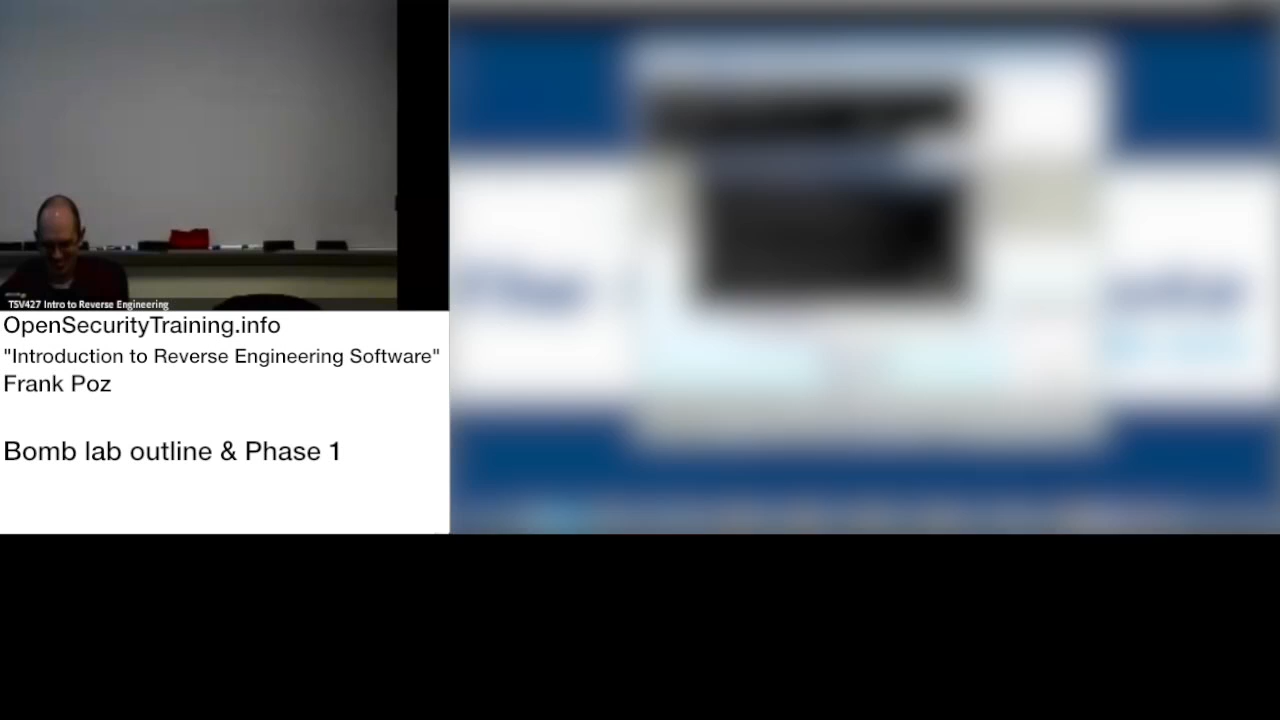 TSV427 Intro to Reverse Engineering
OpenSecurityTraining.info
"Introduction to Reverse Engineering Software"
Frank Poz
Bomb lab outline & Phase 1